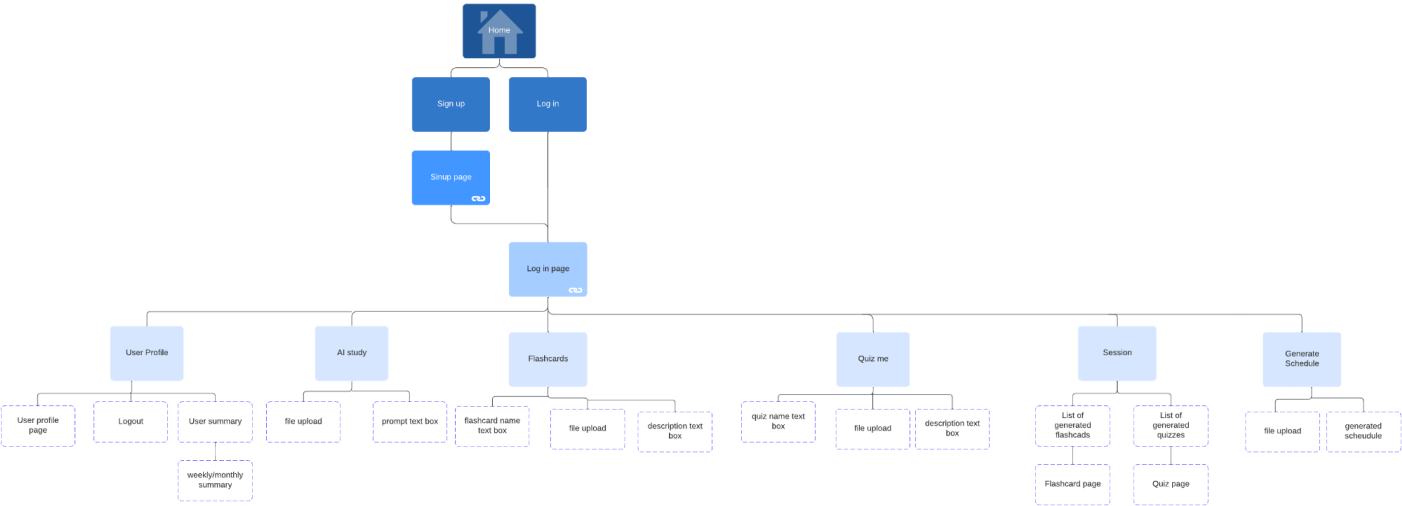 Home
Sign up
Log in
Sinup page
Log in page
User Profile
AI study
Flashcards
Quiz me
Session
Generate
Schedule
User profile
page
Logout
User summary
file upload
prompt text box
flashcard name
text box
file upload
description text
box
quiz name text
box
file upload
description text
box
List of
generated
flashcads
List of
generated
quizzes
file upload
generated
scheudule
weekly/monthly
summary
Flashcard page
Quiz page